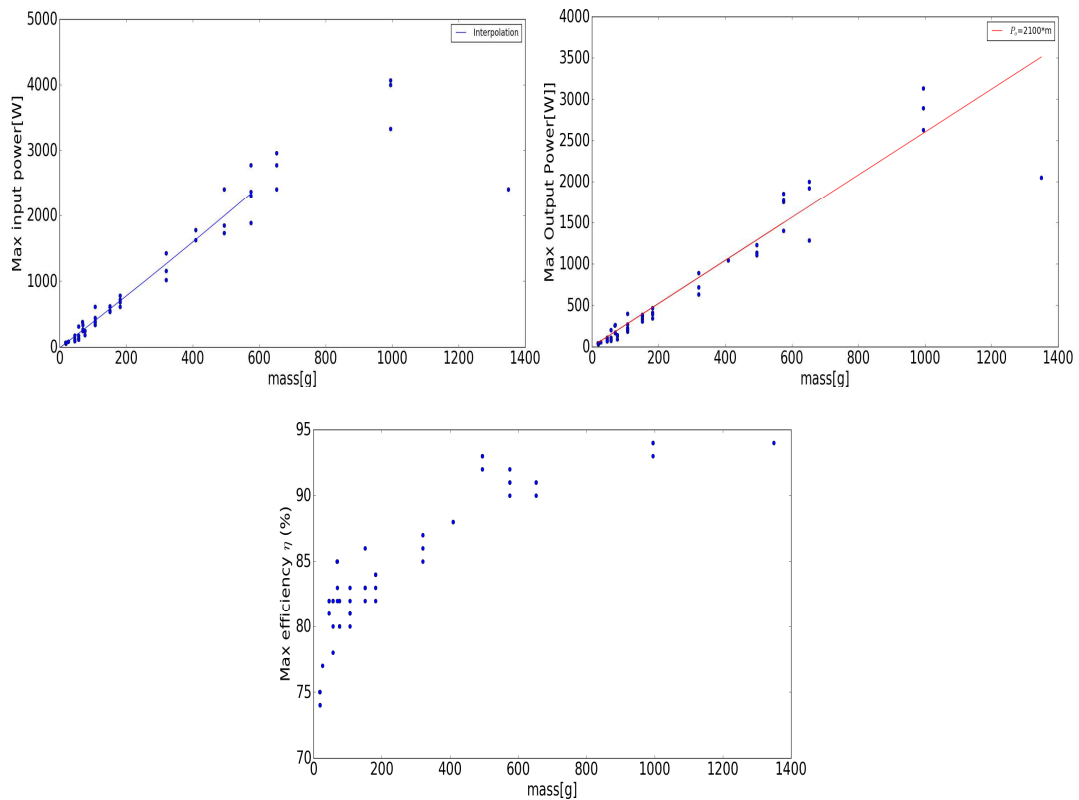 5000
4000
3000
2000
1000
0
0 200 400 600 800 1000 1200 1400
Max input power[W]
mass[g]
Interpolation
4000
3500
3000
2500
2000
1500
1000
500
0
0 200 400 600 800 1000 1200 1400
Max Output Power[W]]
mass[g]
P_o=2100*m
95
90
85
80
75
70
0 200 400 600 800 1000 1200 1400
Max efficiency η (%)
mass[g]